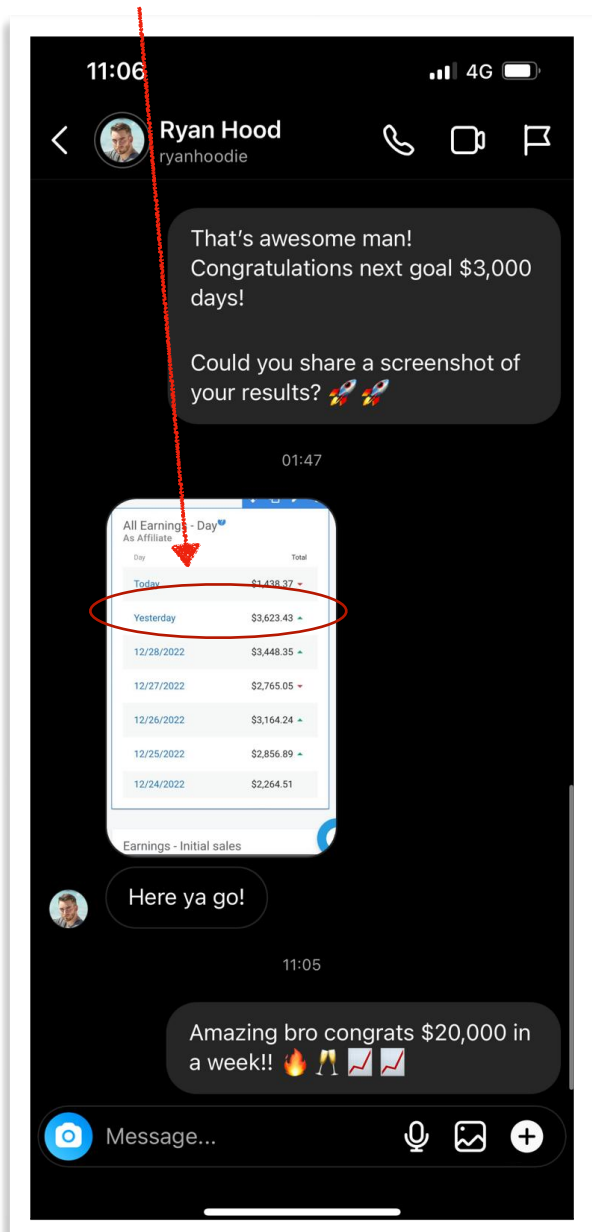 11:06
4G
Ryan Hood
ryanhoodie
That’s awesome man!
Congratulations next goal $3,000
days!
Could you share a screenshot of
your results? 🚀 🚀
01:47
All Earnings - Day
As Affiliate
Day Total
Today $1,438.37
Yesterday $3,623.43
12/28/2022 $3,448.35
12/27/2022 $2,765.05
12/26/2022 $3,164.24
12/25/2022 $2,856.89
12/24/2022 $2,264.51
Earnings - Initial sales
Here ya go!
11:05
Amazing bro congrats $20,000 in
a week!! 🔥 🥂 📈 📈
Message...